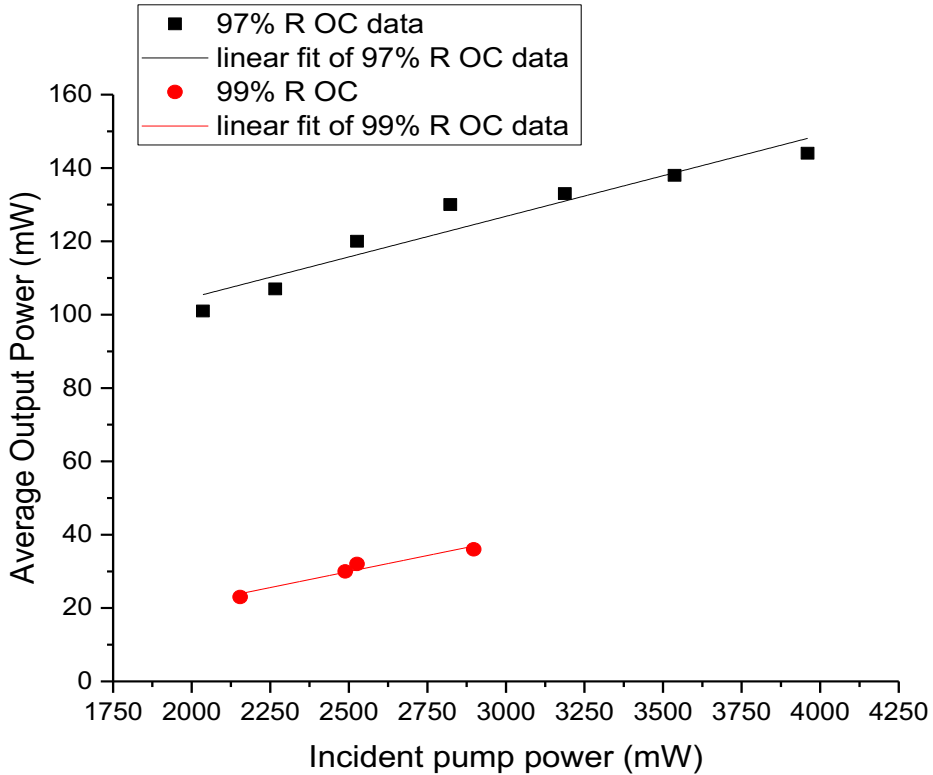 97% R OC data
linear fit of 97% R OC data
99% R OC
linear fit of 99% R OC data
160
140
120
100
80
60
40
20
0
Average Output Power (mW)
1750 2000 2250 2500 2750 3000 3250 3500 3750 4000 4250
Incident pump power (mW)